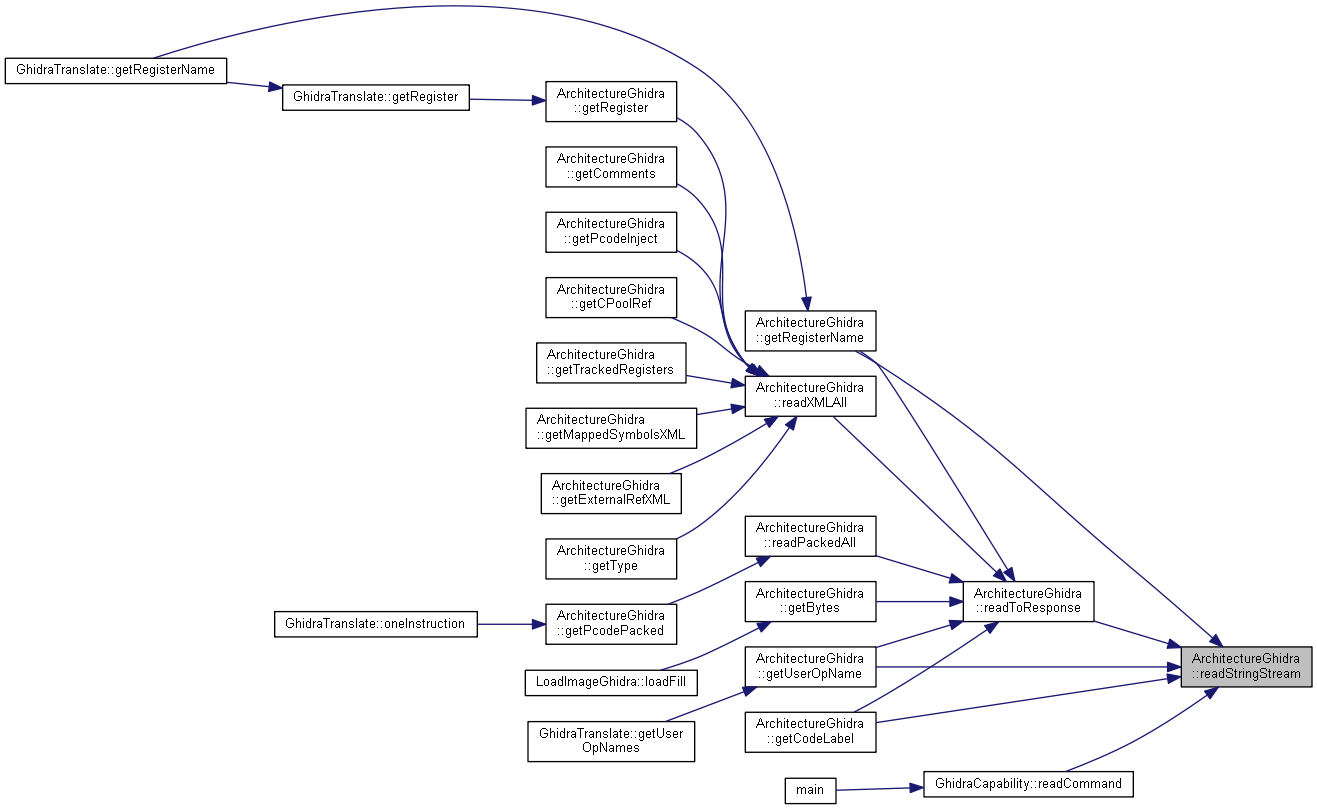 GhidraTranslate::getRegisterName
GhidraTranslate::getRegister
ArchitectureGhidra
::getRegister
ArchitectureGhidra
::getComments
ArchitectureGhidra
::getPcodeInject
ArchitectureGhidra
::getCPoolRef
ArchitectureGhidra
::getRegisterName
ArchitectureGhidra
::getTrackedRegisters
ArchitectureGhidra
::readXMLAll
ArchitectureGhidra
::getMappedSymbolsXML
ArchitectureGhidra
::getExternalRefXML
ArchitectureGhidra
::readPackedAll
ArchitectureGhidra
::getType
ArchitectureGhidra
::getBytes
ArchitectureGhidra
::readToResponse
GhidraTranslate::oneInstruction
ArchitectureGhidra
::getPcodePacked
ArchitectureGhidra
::getUserOpName
ArchitectureGhidra
::readStringStream
LoadImageGhidra::loadFill
GhidraTranslate::getUser
OpNames
ArchitectureGhidra
::getCodeLabel
main
GhidraCapability::readCommand